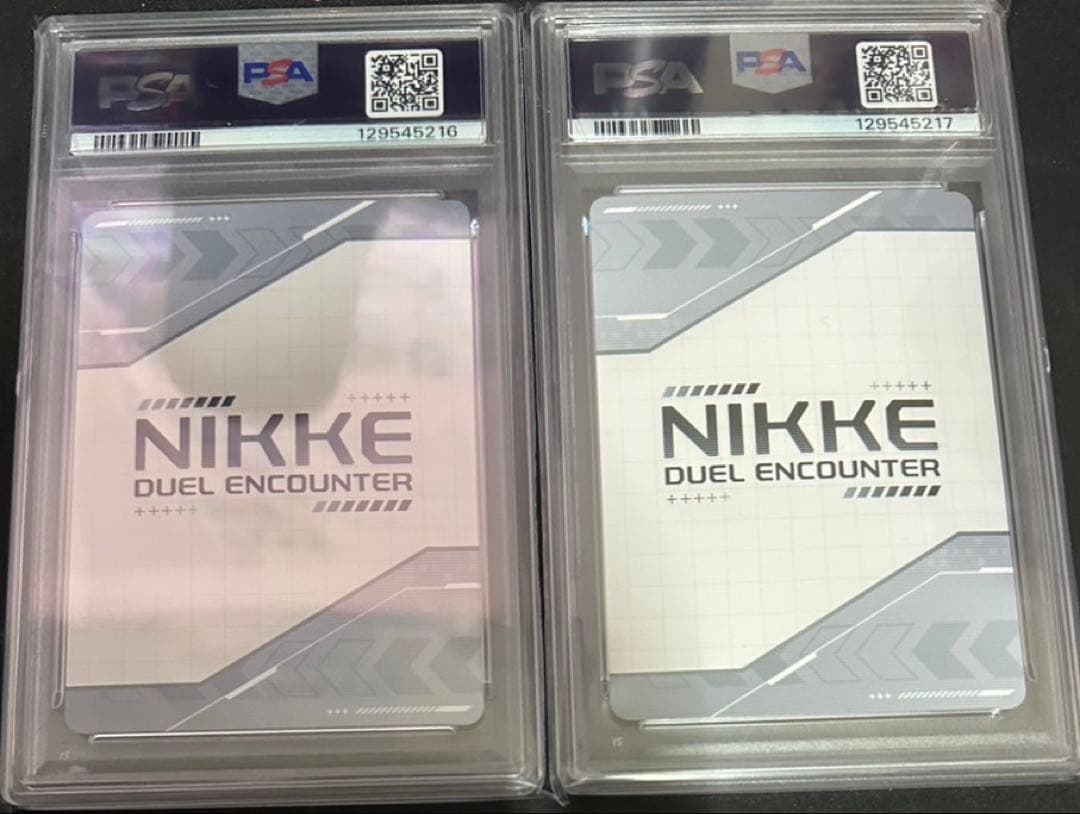 PSA PSA
129545216
NIKKE
DUEL ENCOUNTER
PSA PSA
129545217
NIKKE
DUEL ENCOUNTER